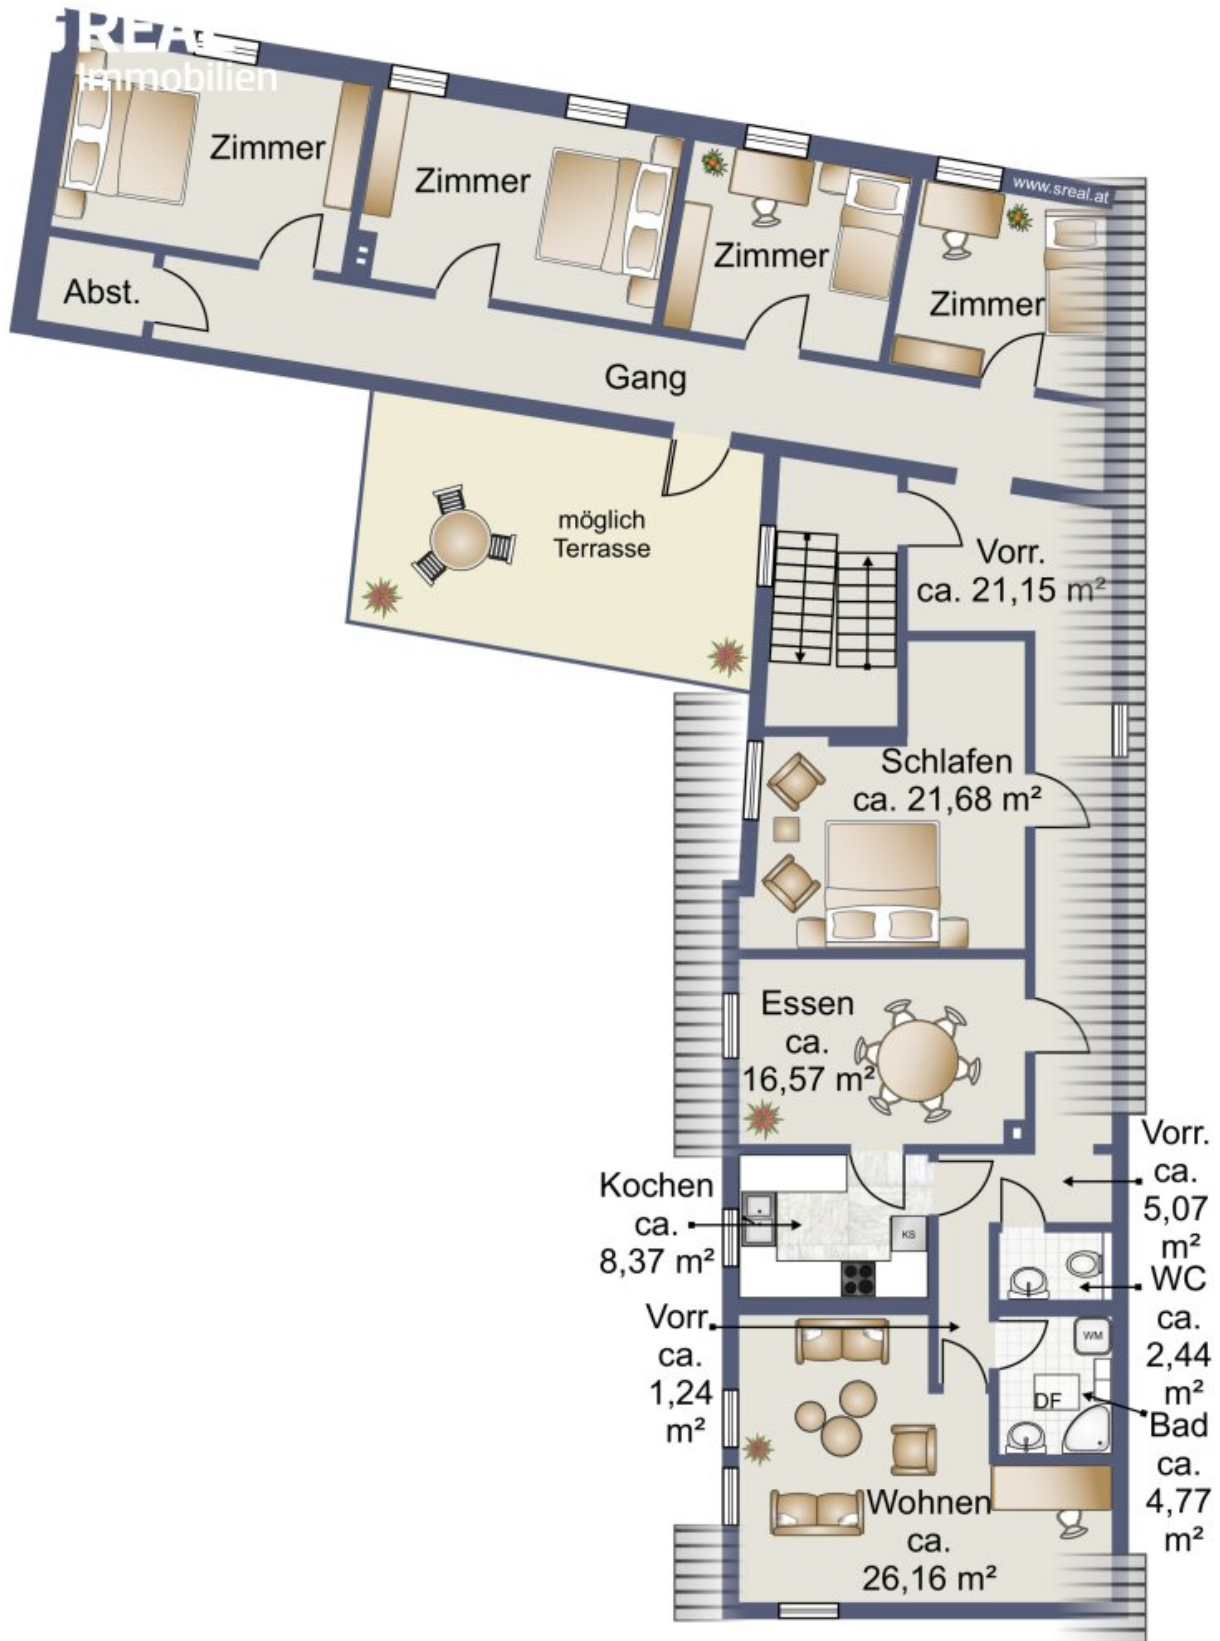 SREAL
Immobilien
www.sreal.at
Zimmer
Zimmer
Zimmer
Zimmer
Abst.
Gang
möglich
Terrasse
Vorr.
ca. 21,15 m²
Schlafen
ca. 21,68 m²
Essen
ca.
16,57 m²
Kochen
ca.
8,37 m²
KS
Vorr.
ca.
5,07
m²
WC
ca.
2,44
m²
Vorr.
ca.
1,24
m²
WM
DF
Bad
ca.
4,77
m²
Wohnen
ca.
26,16 m²